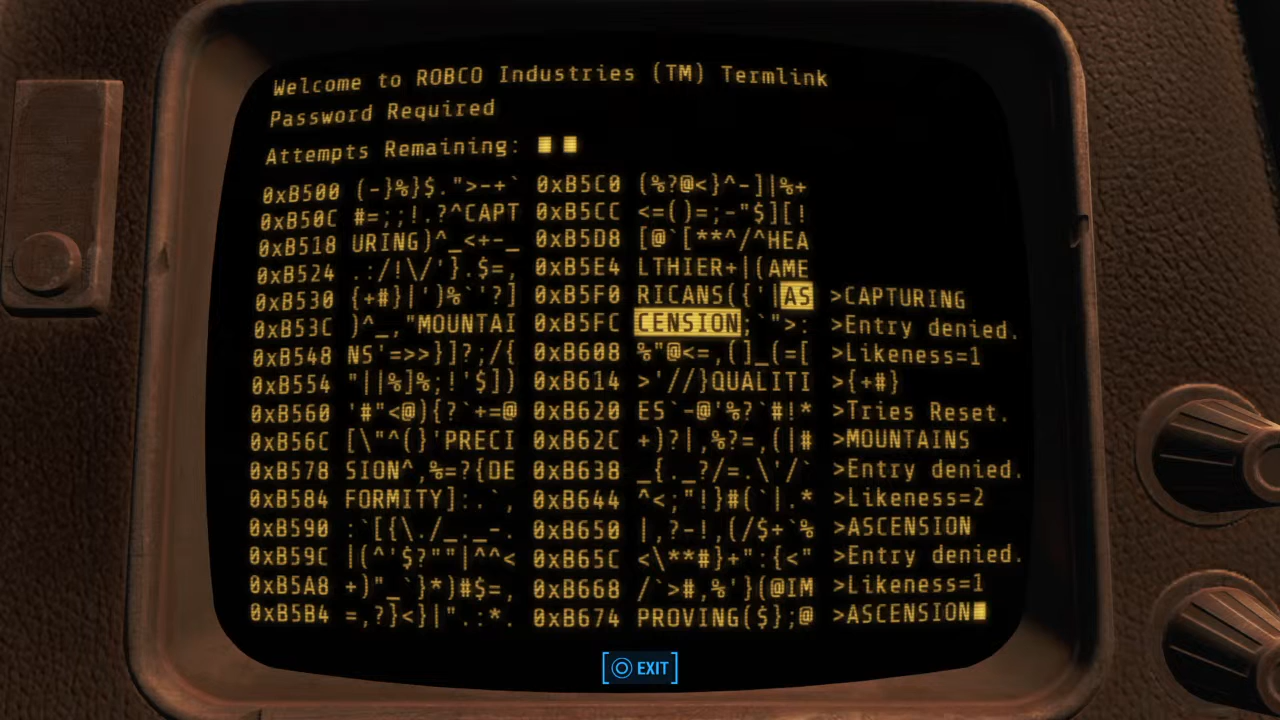 Welcome to ROBCO Industries (TM) Termlink
Password Required
Attempts Remaining: ■ ■
0xB500 (-}%}$.">-+` 0xB5C0 (%?@<}^-]|%+
0xB50C #=;;!.?^CAPT 0xB5CC <=()=;-"$][!
0xB518 URING)^_<+-_ 0xB5D8 [@`[**^/^HEA
0xB524 .:/!\/'}.$=, 0xB5E4 LTHIER+|(AME
0xB530 {+#}|')%`'?] 0xB5F0 RICANS({'|AS >CAPTURING
0xB53C )^_,"MOUNTAI 0xB5FC CENSION;`">: >Entry denied.
0xB548 NS'=>>}]?;/{ 0xB608 %"@<=,(]_(=[ >Likeness=1
0xB554 "||%]%;!'$]) 0xB614 >'//}QUALITI >{+#}
0xB560 '#"<@){?`+=@ 0xB620 ES`-@'%?`#!* >Tries Reset.
0xB56C [\"^(}'PRECI 0xB62C +)?|,%?=,(|# >MOUNTAINS
0xB578 SION^,%=?{DE 0xB638 _{._?/=.\'/` >Entry denied.
0xB584 FORMITY]:.`, 0xB644 ^<;"!}#(`|.* >Likeness=2
0xB590 :`[{\./_._-. 0xB650 |,?-!,(/$+`% >ASCENSION
0xB59C |(^'$?""|^^< 0xB65C <\**#}+":{<" >Entry denied.
0xB5A8 +)"_`}*)#$=, 0xB668 /`>#,%'}(@IM >Likeness=1
0xB5B4 =,?}<}|".:*. 0xB674 PROVING($};@ >ASCENSION■
EXIT